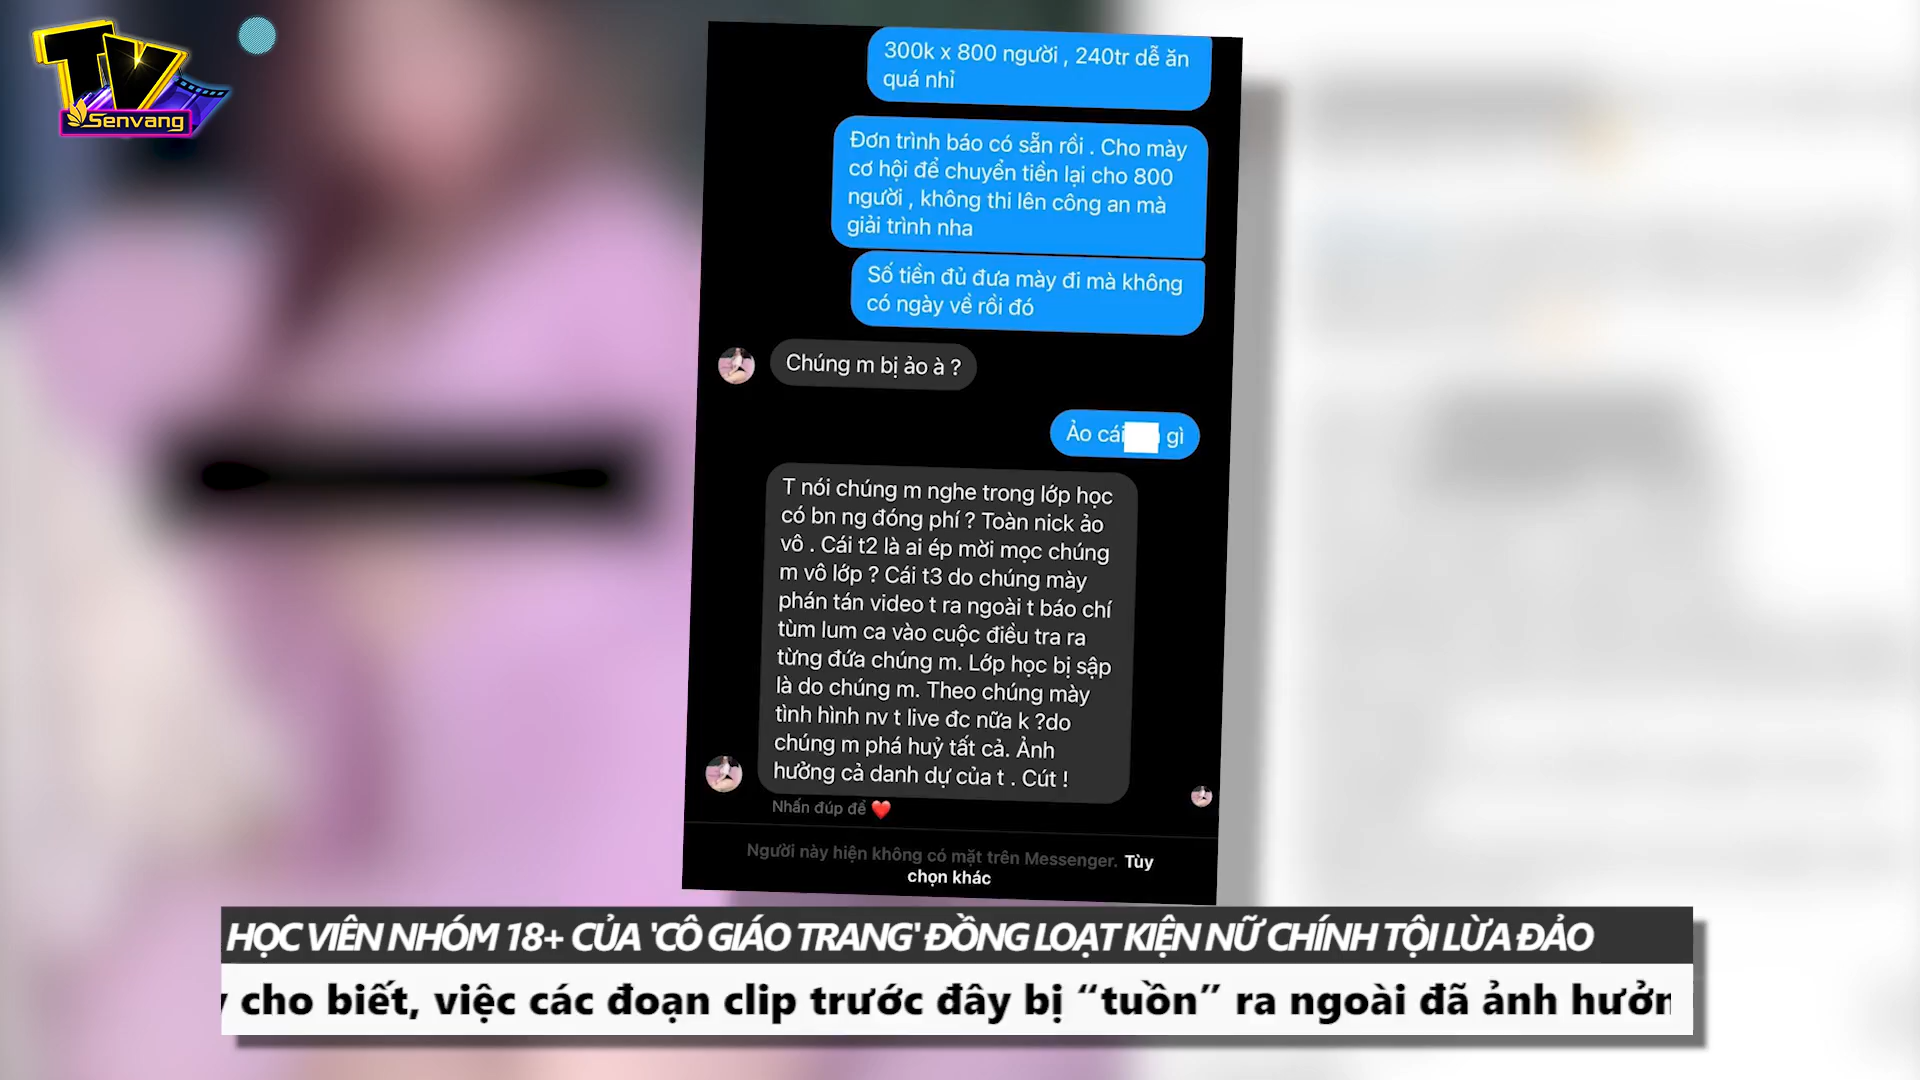 TV
Senvang
300k x 800 người , 240tr dễ ăn
quá nhỉ
Đơn trình báo có sẵn rồi . Cho mày
cơ hội để chuyển tiền lại cho 800
người , không thi lên công an mà
giải trình nha
Số tiền đủ đưa mày đi mà không
có ngày về rồi đó
Chúng m bị ảo à ?
Ảo cái gì
T nói chúng m nghe trong lớp học
có bn ng đóng phí ? Toàn nick ảo
vô . Cái t2 là ai ép mời mọc chúng
m vô lớp ? Cái t3 do chúng mày
phán tán video t ra ngoài t báo chí
tùm lum ca vào cuộc điều tra ra
từng đứa chúng m. Lớp học bị sập
là do chúng m. Theo chúng mày
tình hình nv t live đc nữa k ?do
chúng m phá huỷ tất cả. Ảnh
hưởng cả danh dự của t . Cút !
Nhấn đúp để ❤️
Người này hiện không có mặt trên Messenger. Tùy
chọn khác
HỌC VIÊN NHÓM 18+ CỦA 'CÔ GIÁO TRANG' ĐỒNG LOẠT KIỆN NỮ CHÍNH TỘI LỪA ĐẢO
cho biết, việc các đoạn clip trước đây bị “tuồn” ra ngoài đã ảnh hưởn